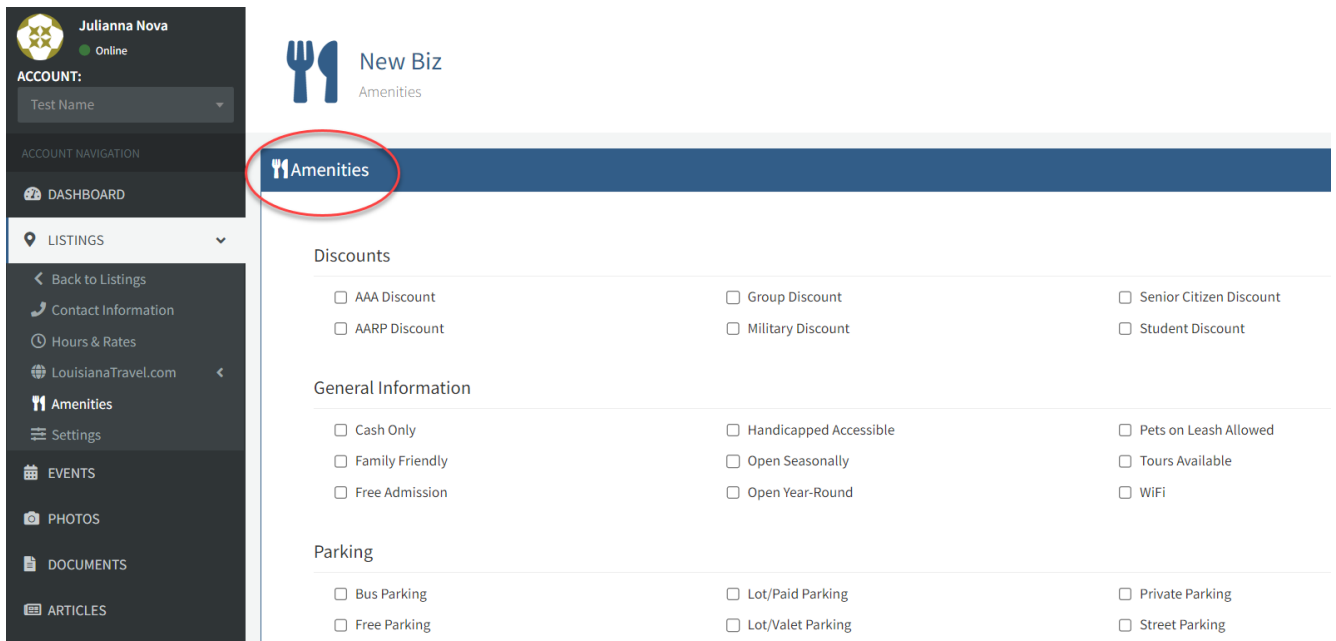 Julianna Nova
Online
ACCOUNT:
Test Name
ACCOUNT NAVIGATION
DASHBOARD
LISTINGS
Back to Listings
Contact Information
Hours & Rates
LouisianaTravel.com
Amenities
Settings
EVENTS
PHOTOS
DOCUMENTS
ARTICLES
New Biz
Amenities
Amenities
Discounts
AAA Discount Group Discount Senior Citizen Discount
AARP Discount Military Discount Student Discount
General Information
Cash Only Handicapped Accessible Pets on Leash Allowed
Family Friendly Open Seasonally Tours Available
Free Admission Open Year-Round WiFi
Parking
Bus Parking Lot/Paid Parking Private Parking
Free Parking Lot/Valet Parking Street Parking